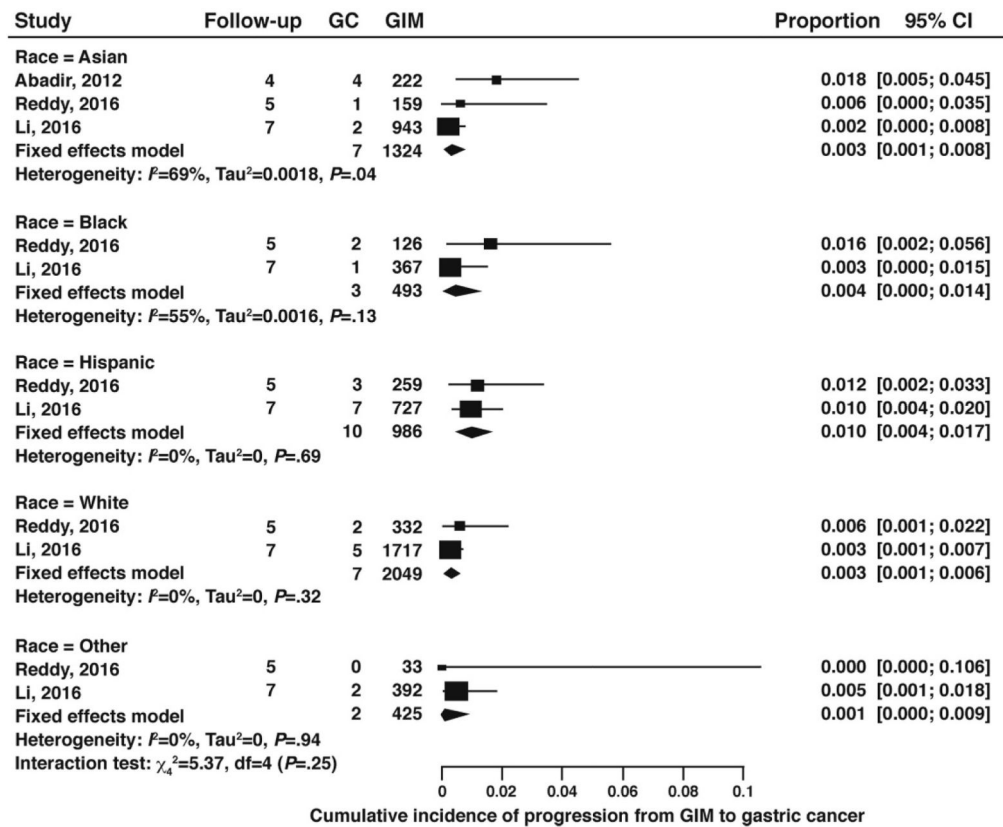 Study Follow-up GC GIM Proportion 95% CI
Race = Asian
Abadir, 2012 4 4 222 0.018 [0.005; 0.045]
Reddy, 2016 5 1 159 0.006 [0.000; 0.035]
Li, 2016 7 2 943 0.002 [0.000; 0.008]
Fixed effects model 7 1324 0.003 [0.001; 0.008]
Heterogeneity: I²=69%, Tau²=0.0018, P=.04
Race = Black
Reddy, 2016 5 2 126 0.016 [0.002; 0.056]
Li, 2016 7 1 367 0.003 [0.000; 0.015]
Fixed effects model 3 493 0.004 [0.000; 0.014]
Heterogeneity: I²=55%, Tau²=0.0016, P=.13
Race = Hispanic
Reddy, 2016 5 3 259 0.012 [0.002; 0.033]
Li, 2016 7 7 727 0.010 [0.004; 0.020]
Fixed effects model 10 986 0.010 [0.004; 0.017]
Heterogeneity: I²=0%, Tau²=0, P=.69
Race = White
Reddy, 2016 5 2 332 0.006 [0.001; 0.022]
Li, 2016 7 5 1717 0.003 [0.001; 0.007]
Fixed effects model 7 2049 0.003 [0.001; 0.006]
Heterogeneity: I²=0%, Tau²=0, P=.32
Race = Other
Reddy, 2016 5 0 33 0.000 [0.000; 0.106]
Li, 2016 7 2 392 0.005 [0.001; 0.018]
Fixed effects model 2 425 0.001 [0.000; 0.009]
Heterogeneity: I²=0%, Tau²=0, P=.94
Interaction test: χ₄²=5.37, df=4 (P=.25)
0 0.02 0.04 0.06 0.08 0.1
Cumulative incidence of progression from GIM to gastric cancer